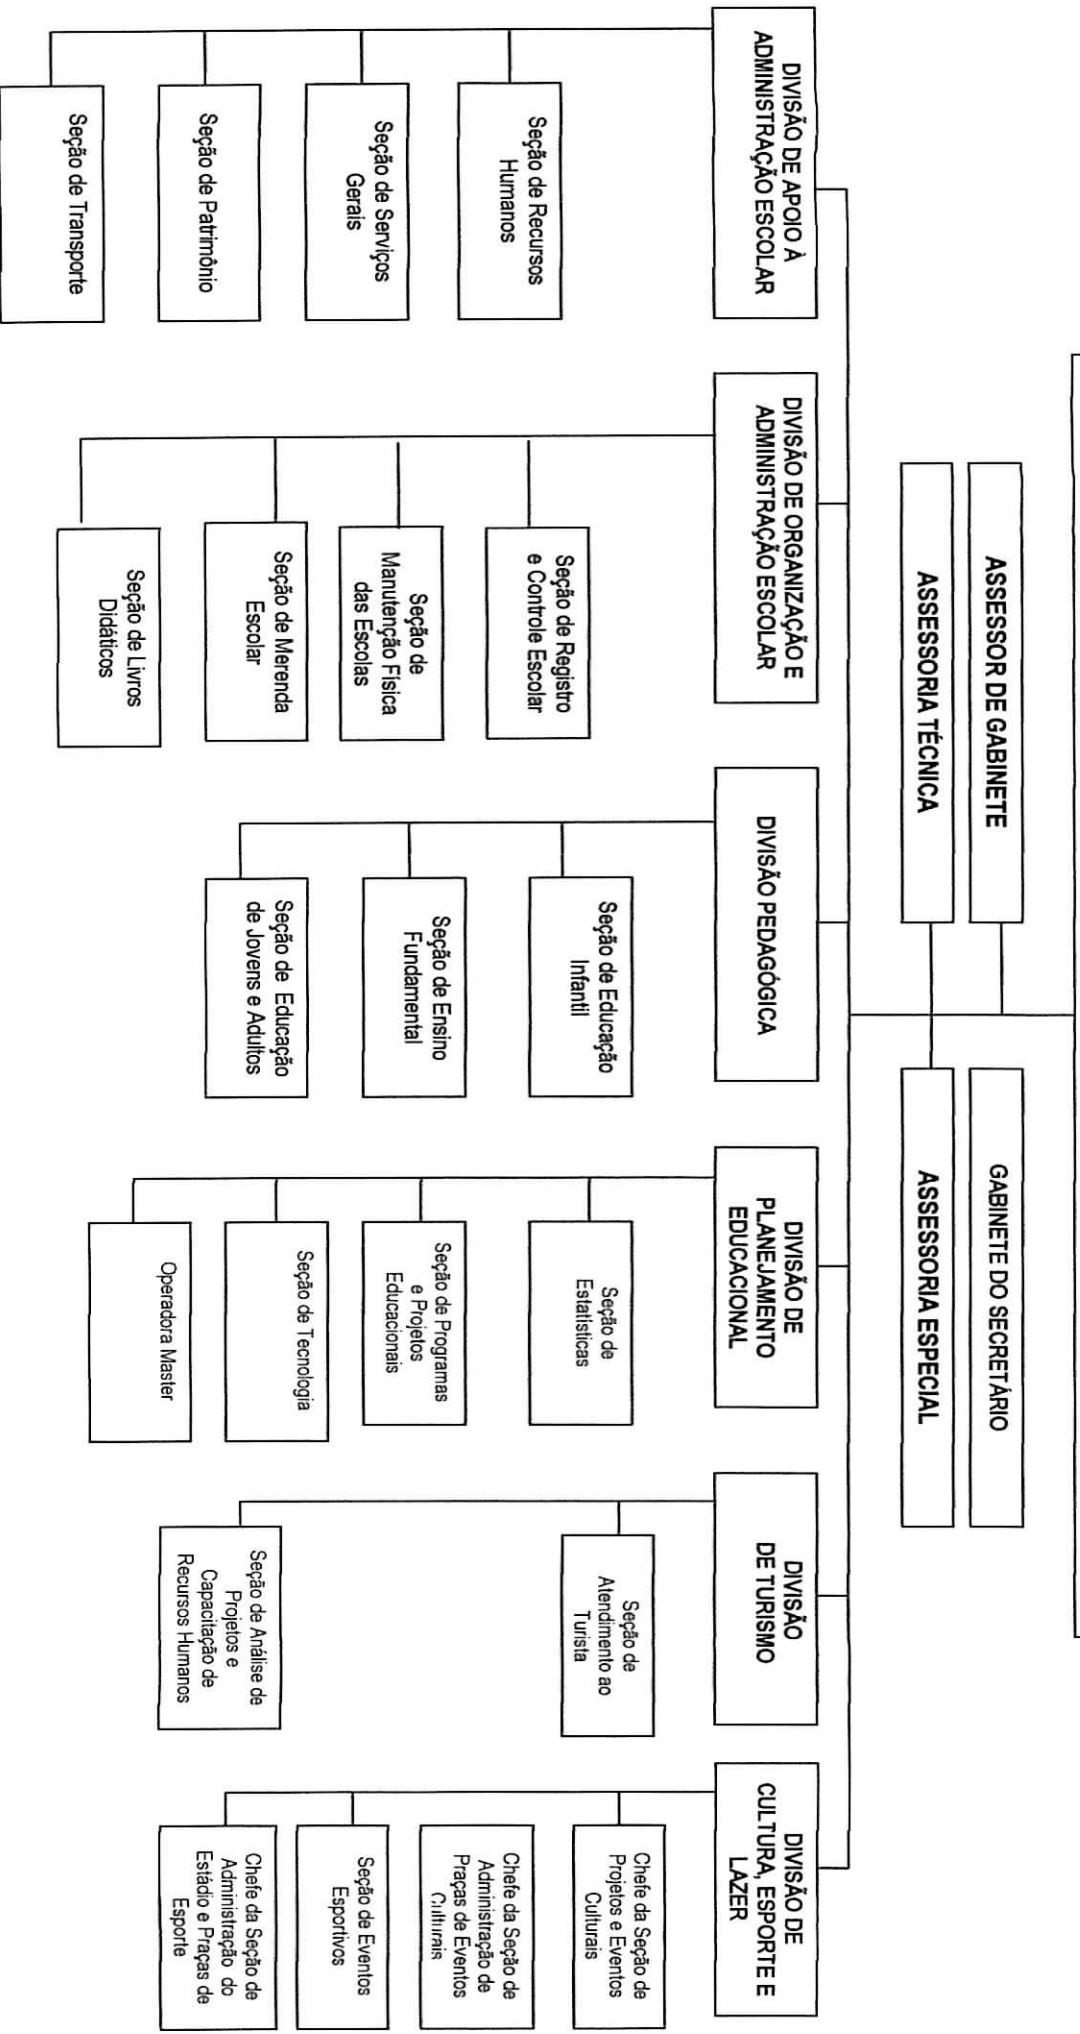 ASSESSOR DE GABINETE
GABINETE DO SECRETÁRIO
ASSESSORIA TÉCNICA
ASSESSORIA ESPECIAL
DIVISÃO DE APOIO À
ADMINISTRAÇÃO ESCOLAR
Seção de Recursos
Humanos
Seção de Serviços
Gerais
Seção de Patrimônio
Seção de Transporte
DIVISÃO DE ORGANIZAÇÃO E
ADMINISTRAÇÃO ESCOLAR
Seção de Registro
e Controle Escolar
Seção de
Manutenção Física
das Escolas
Seção de Merenda
Escolar
Seção de Livros
Didáticos
DIVISÃO PEDAGÓGICA
Seção de Educação
Infantil
Seção de Ensino
Fundamental
Seção de Educação
de Jovens e Adultos
DIVISÃO DE
PLANEJAMENTO
EDUCACIONAL
Seção de
Estatísticas
Seção de Programas
e Projetos
Educacionais
Seção de Tecnologia
Operadora Master
DIVISÃO
DE TURISMO
Seção de
Atendimento ao
Turista
Seção de Análise de
Projetos e
Capacitação de
Recursos Humanos
DIVISÃO DE
CULTURA, ESPORTE E
LAZER
Chefe da Seção de
Projetos e Eventos
Culturais
Chefe da Seção de
Administração de
Praças de Eventos
Culturais
Seção de Eventos
Esportivos
Chefe da Seção de
Administração do
Estádio e Praças de
Esporte